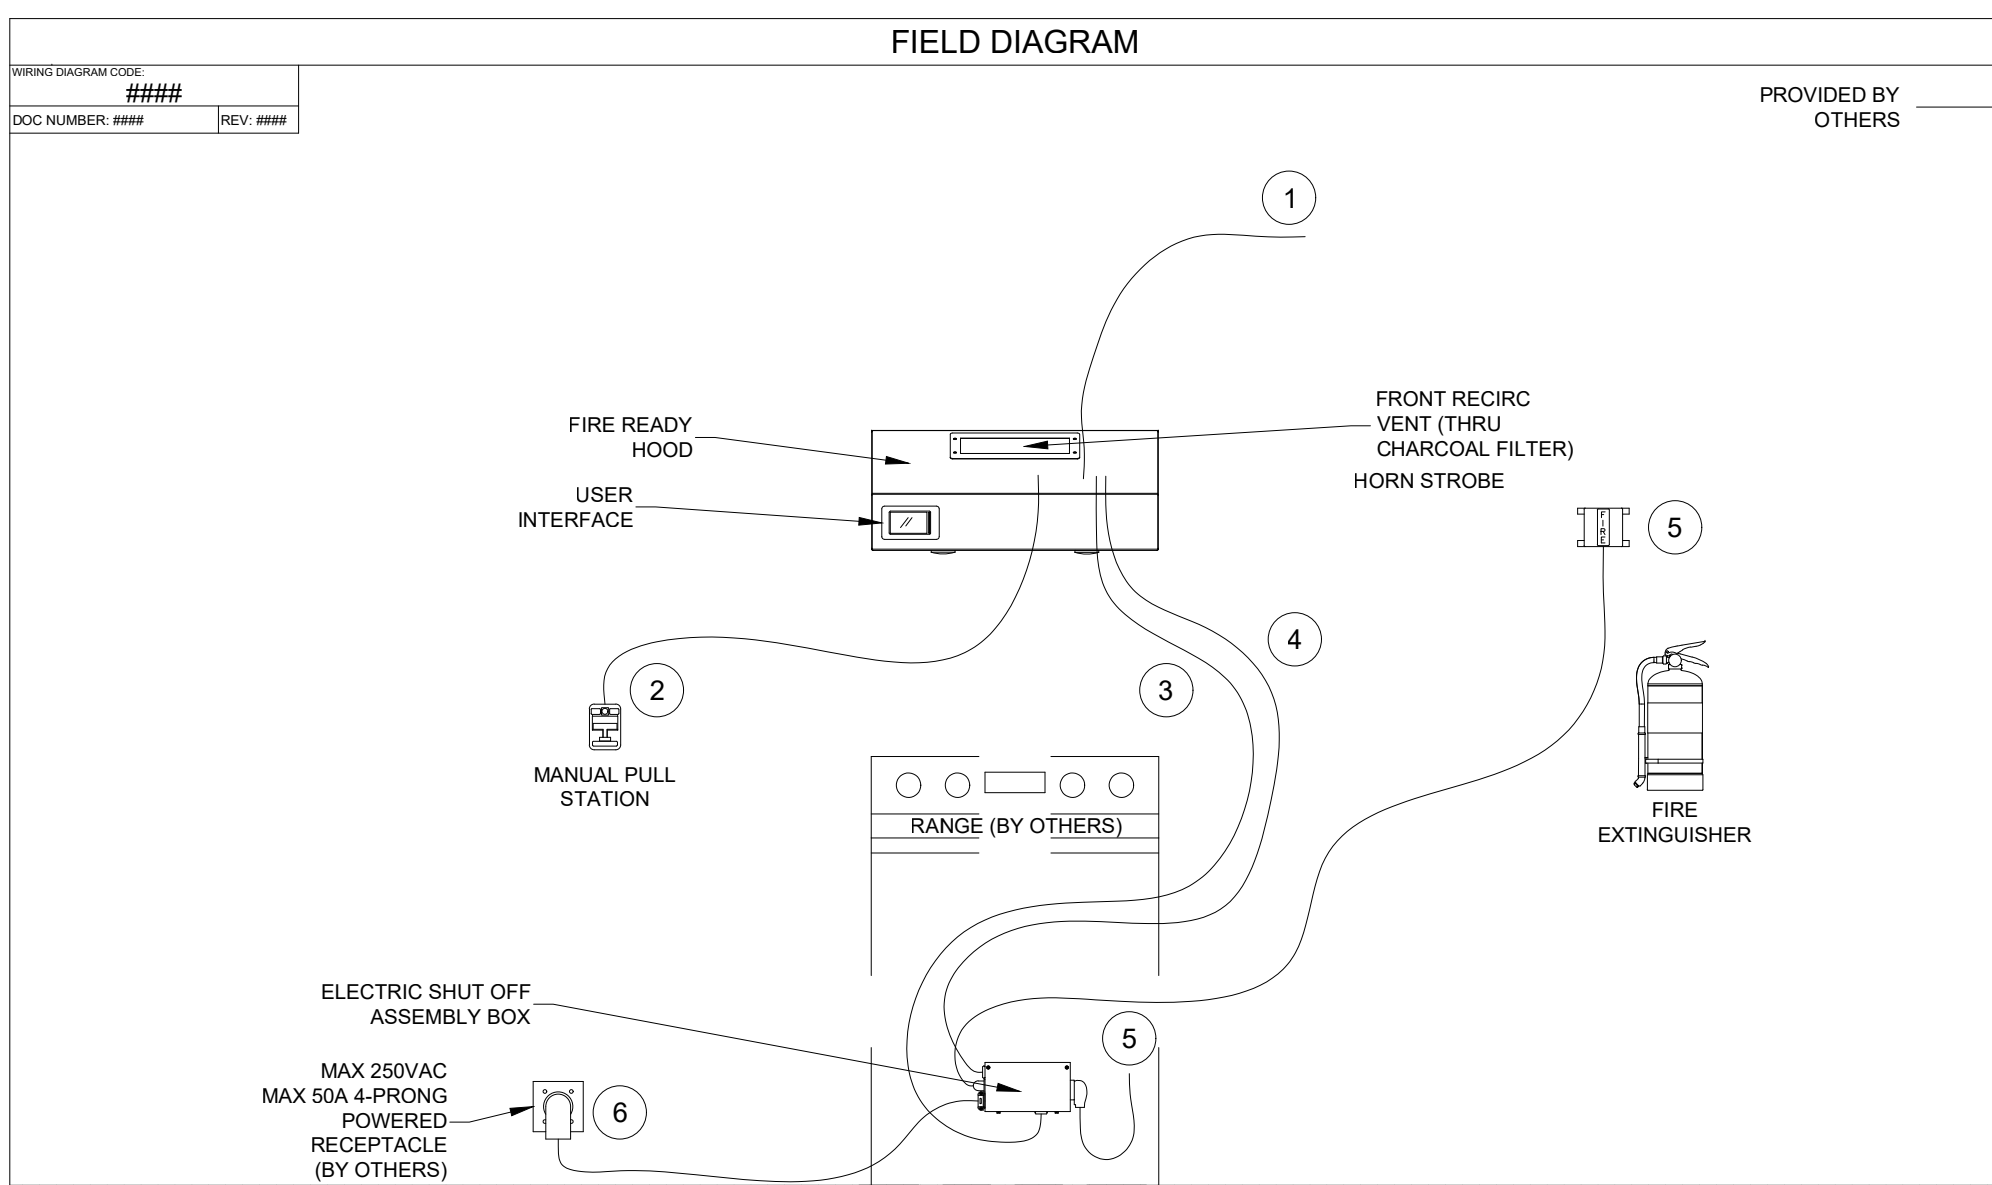 FIELD DIAGRAM
WIRING DIAGRAM CODE:
####
DOC NUMBER: ####
REV: ####
PROVIDED BY
OTHERS
1
FIRE READY
HOOD
USER
INTERFACE
FRONT RECIRC
VENT (THRU
CHARCOAL FILTER)
HORN STROBE
FIRE
5
4
2
3
MANUAL PULL
STATION
RANGE (BY OTHERS)
FIRE
EXTINGUISHER
ELECTRIC SHUT OFF
ASSEMBLY BOX
5
MAX 250VAC
MAX 50A 4-PRONG
POWERED
RECEPTACLE
(BY OTHERS)
6